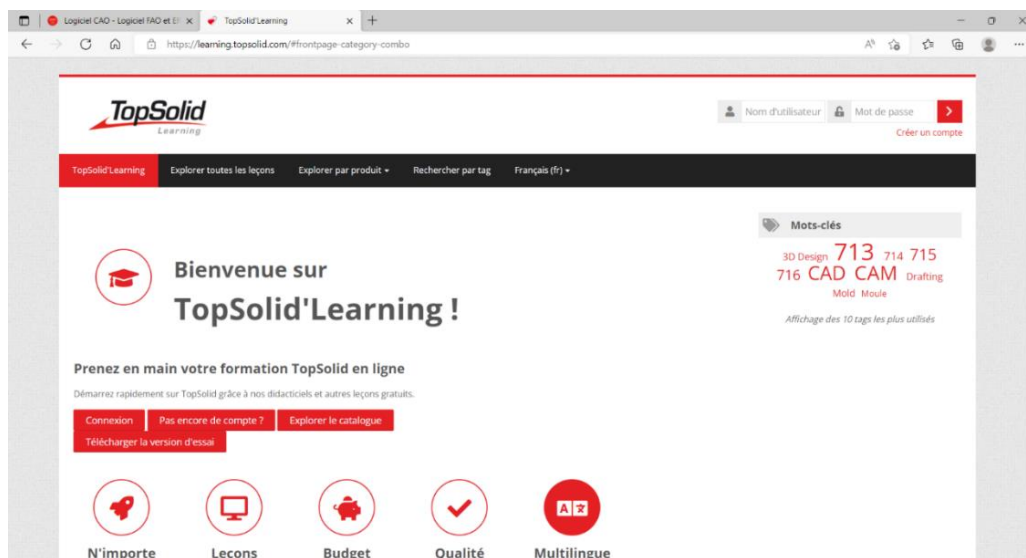 Logiciel CAO - Logiciel FAO et E
TopSolid'Learning
https://learning.topsolid.com/#frontpage-category-combo
TopSolid
Learning
Nom d'utilisateur
Mot de passe
Créer un compte
TopSolid'Learning
Explorer toutes les leçons
Explorer par produit
Rechercher par tag
Français (fr)
Mots-clés
3D Design 713 714 715
716 CAD CAM Drafting
Mold Moule
Affichage des 10 tags les plus utilisés
Bienvenue sur
TopSolid'Learning !
Prenez en main votre formation TopSolid en ligne
Démarrez rapidement sur TopSolid grâce à nos didacticiels et autres leçons gratuits.
Connexion
Pas encore de compte ?
Explorer le catalogue
Télécharger la version d'essai
N'importe
Leçons
Budget
Qualité
Multilingue